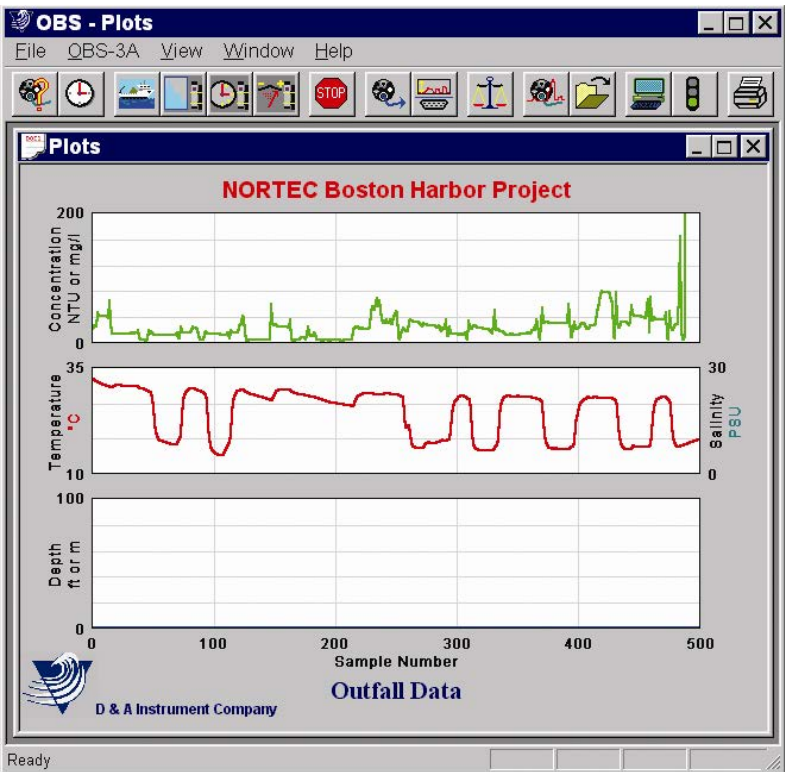 OBS - Plots
File OBS-3A View Window Help
STOP
Plots
NORTEC Boston Harbor Project
200
Concentration
NTU or mg/l
0
35
30
Temperature
°C
Salinity
PSU
10
0
100
Depth
ft or m
0
0 100 200 300 400 500
Sample Number
Outfall Data
D & A Instrument Company
Ready